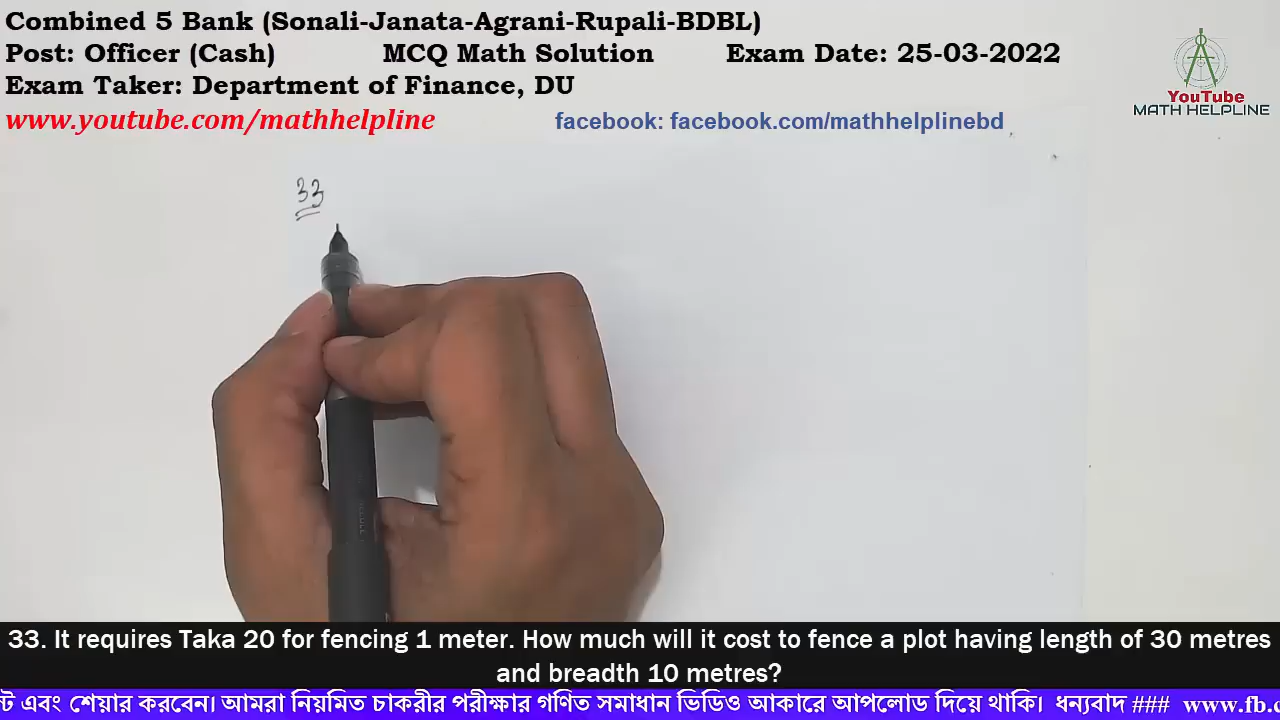 Combined 5 Bank (Sonali-Janata-Agrani-Rupali-BDBL)
Post: Officer (Cash) MCQ Math Solution Exam Date: 25-03-2022
Exam Taker: Department of Finance, DU
www.youtube.com/mathhelpline facebook: facebook.com/mathhelplinebd
YouTube
MATH HELPLINE
33
33. It requires Taka 20 for fencing 1 meter. How much will it cost to fence a plot having length of 30 metres
and breadth 10 metres?
এবং শেয়ার করবেন। আমরা নিয়মিত চাকরীর পরীক্ষার গণিত সমাধান ভিডিও আকারে আপলোড দিয়ে থাকি। ধন্যবাদ ### www.fb.c